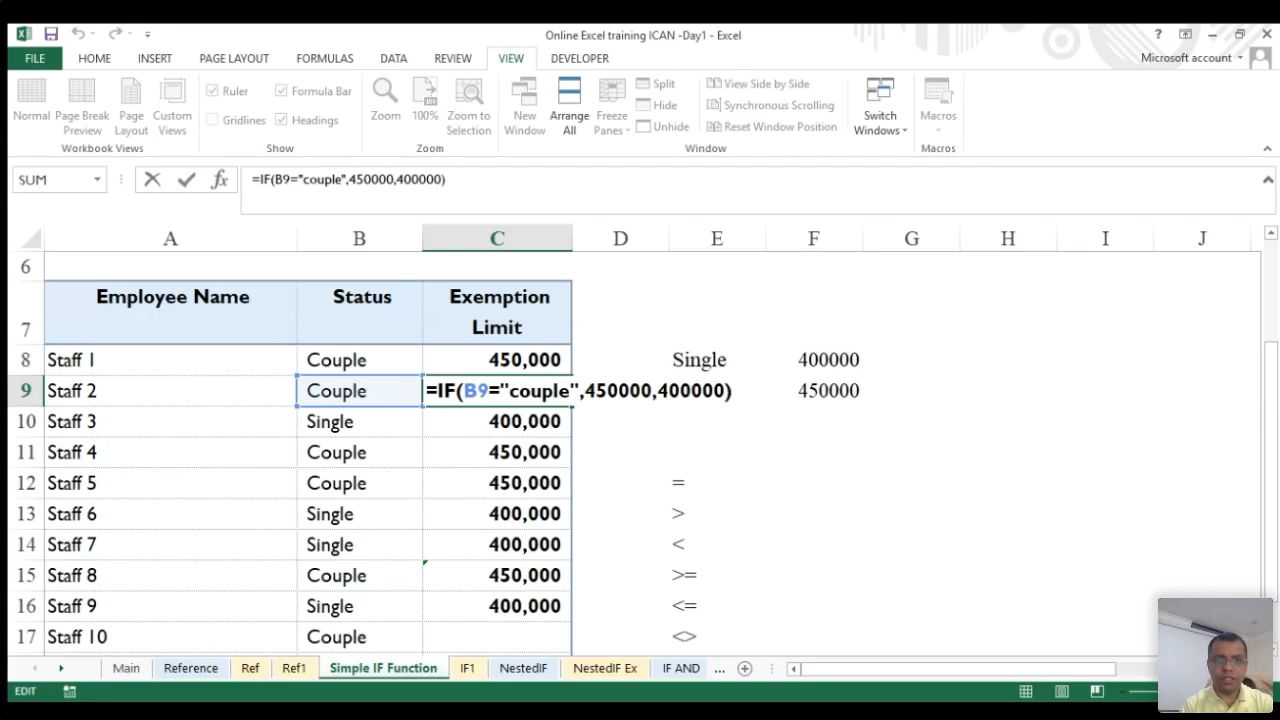 Online Excel training ICAN -Day1 - Excel
?
FILE HOME INSERT PAGE LAYOUT FORMULAS DATA REVIEW VIEW DEVELOPER Microsoft account
Normal Page Break Preview Page Layout Custom Views
Workbook Views
Ruler Formula Bar
Gridlines Headings
Show
Zoom 100% Zoom to Selection
Zoom
New Window Arrange All Freeze Panes
Split
Hide
Unhide
View Side by Side
Synchronous Scrolling
Reset Window Position
Switch Windows
Window
Macros
Macros
SUM fx =IF(B9="couple",450000,400000)
A B C D E F G H I J
6
7 Employee Name Status Exemption Limit
8 Staff 1 Couple 450,000 Single 400000
9 Staff 2 Couple =IF(B9="couple",450000,400000) 450000
10 Staff 3 Single 400,000
11 Staff 4 Couple 450,000
12 Staff 5 Couple 450,000 =
13 Staff 6 Single 400,000 >
14 Staff 7 Single 400,000 <
15 Staff 8 Couple 450,000 >=
16 Staff 9 Single 400,000 <=
17 Staff 10 Couple <>
Main Reference Ref Ref1 Simple IF Function IF1 NestedIF NestedIF Ex IF AND ...
EDIT